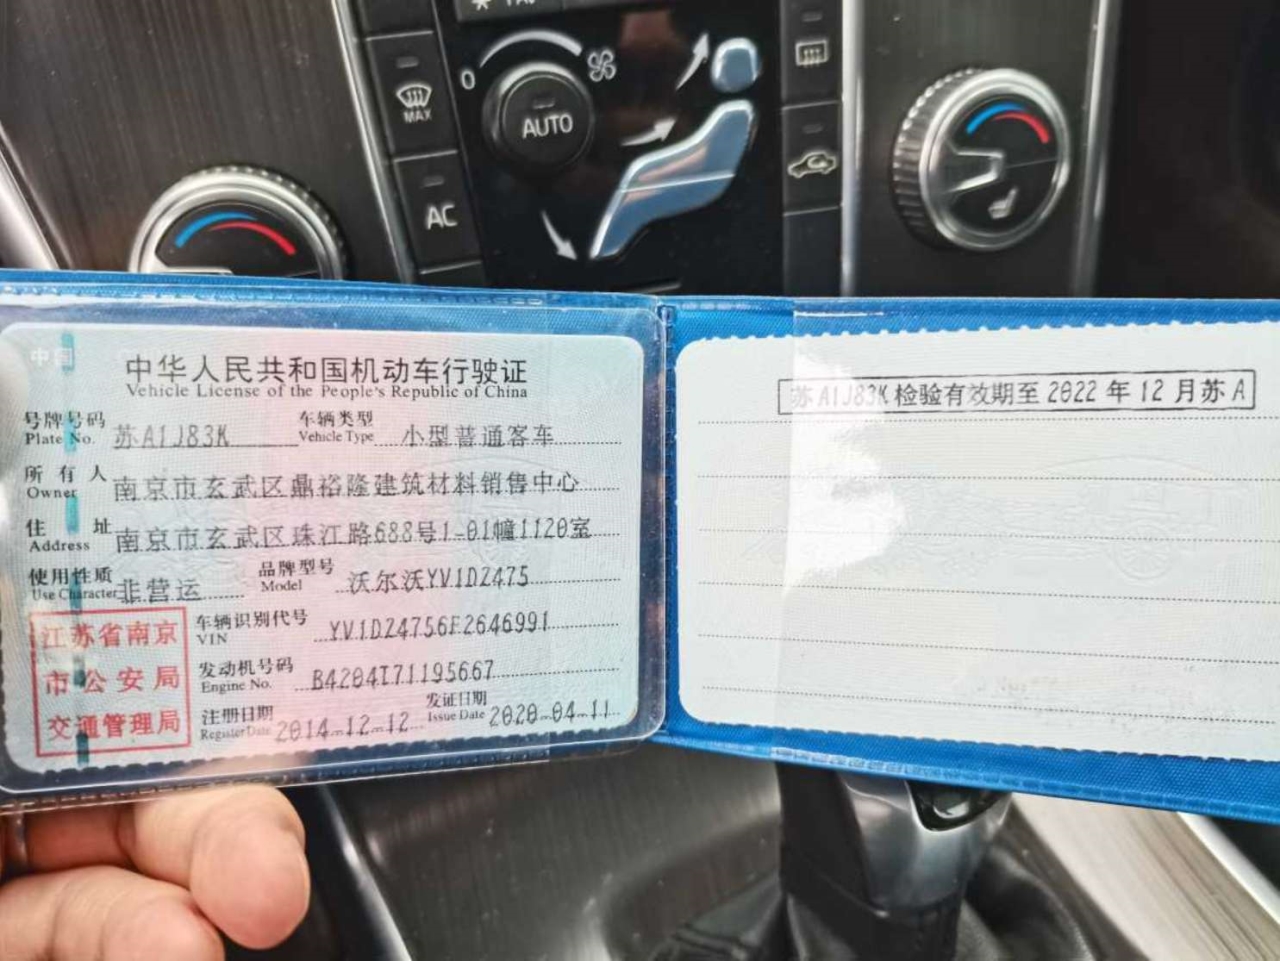 0
MAX
AUTO
AC
中国
中华人民共和国机动车行驶证
Vehicle License of the People's Republic of China
号牌号码 苏A1J83K 车辆类型 小型普通客车
Plate No. Vehicle Type
所有人 南京市玄武区鼎裕隆建筑材料销售中心
Owner
住址 南京市玄武区珠江路688号1-01幢1120室
Address
使用性质 非营运 品牌型号 沃尔沃YV1DZ475
Use Character Model
车辆识别代号 YV1DZ4756F2646991
VIN
发动机号码 B4204T71195667
Engine No.
注册日期 2014-12-12 发证日期 2020-04-11
Register Date Issue Date
江苏省南京
市公安局
交通管理局
苏A1J83K检验有效期至2022年12月苏A